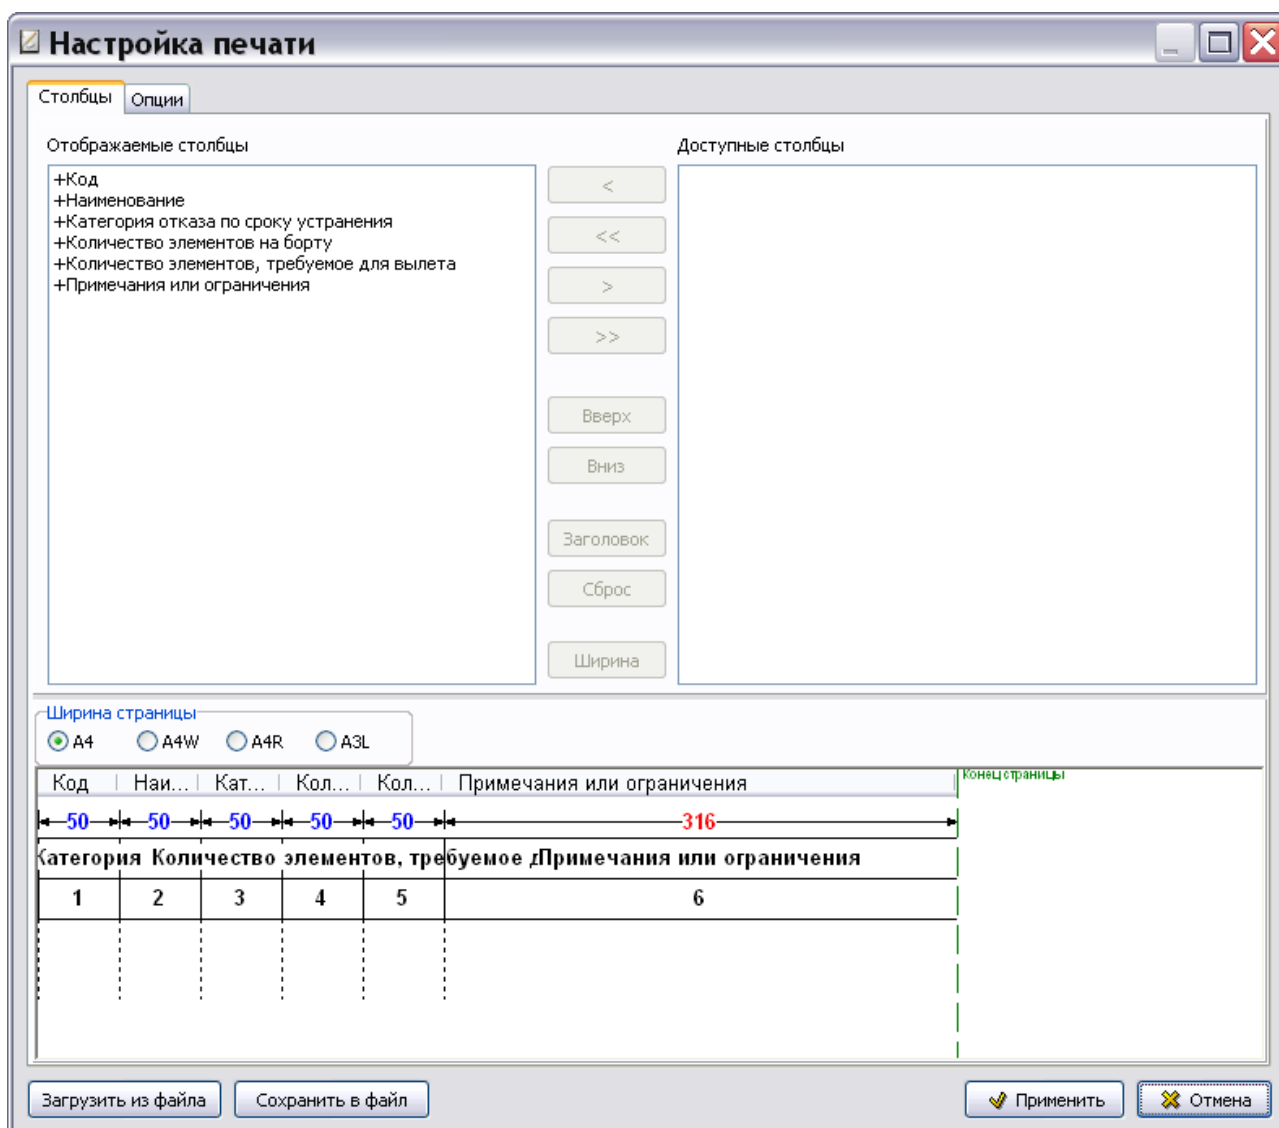 Настройка печати
Столбцы Опции
Отображаемые столбцы Доступные столбцы
+Код
+Наименование
+Категория отказа по сроку устранения
+Количество элементов на борту
+Количество элементов, требуемое для вылета
+Примечания или ограничения
<
<<
>
>>
Вверх
Вниз
Заголовок
Сброс
Ширина
Ширина страницы
A4 A4W A4R A3L
Код Наи... Кат... Кол... Кол... Примечания или ограничения Конец страницы
50 50 50 50 50 316
Категория Количество элементов, требуемое д Примечания или ограничения
1 2 3 4 5 6
Загрузить из файла Сохранить в файл Применить Отмена